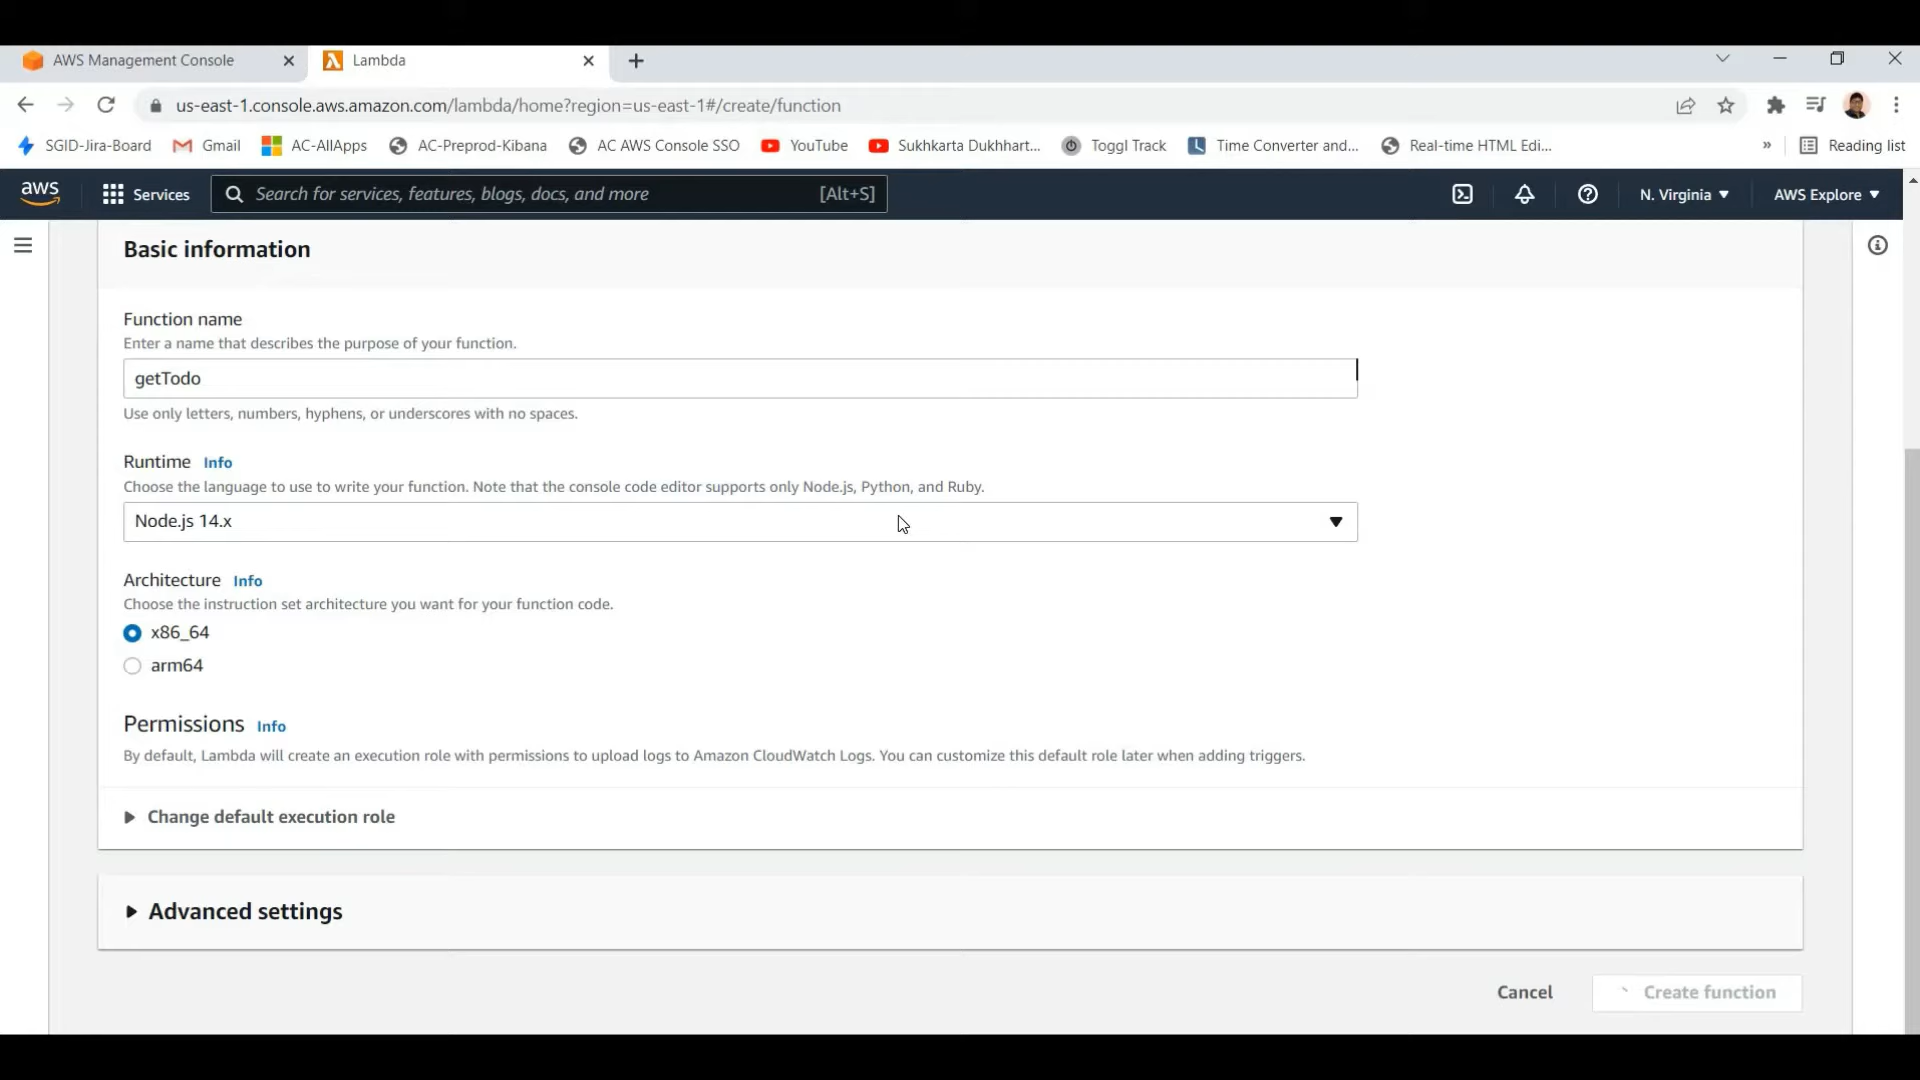 AWS Management Console
Lambda
us-east-1.console.aws.amazon.com/lambda/home?region=us-east-1#/create/function
SGID-Jira-Board
Gmail
AC-AllApps
AC-Preprod-Kibana
AC AWS Console SSO
YouTube
Sukhkarta Dukhhart...
Toggl Track
Time Converter and...
Real-time HTML Edi...
»
Reading list
aws
Services
Search for services, features, blogs, docs, and more
[Alt+S]
N. Virginia
AWS Explore
Basic information
Function name
Enter a name that describes the purpose of your function.
getTodo
Use only letters, numbers, hyphens, or underscores with no spaces.
Runtime Info
Choose the language to use to write your function. Note that the console code editor supports only Node.js, Python, and Ruby.
Node.js 14.x
Architecture Info
Choose the instruction set architecture you want for your function code.
x86_64
arm64
Permissions Info
By default, Lambda will create an execution role with permissions to upload logs to Amazon CloudWatch Logs. You can customize this default role later when adding triggers.
Change default execution role
Advanced settings
Cancel
Create function